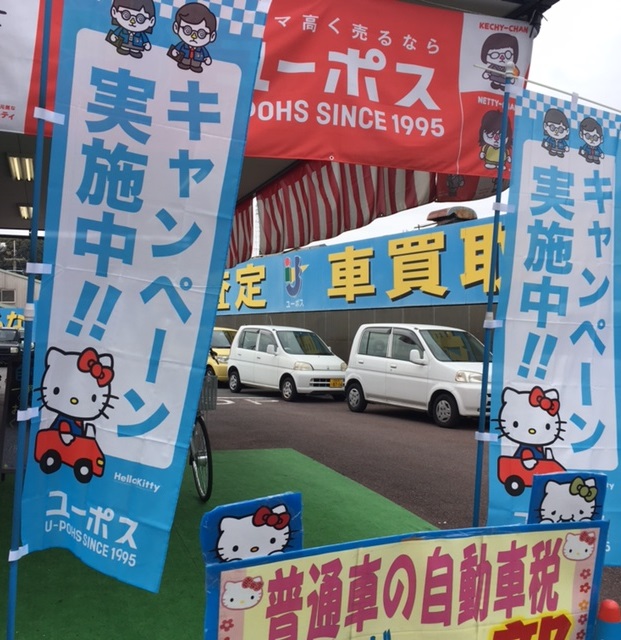 キャンペーン
実施中!!
HelloKitty
ユーポス
U-POHS SINCE 1995
マ高く売るなら
ユーポス
U-POHS SINCE 1995
KECHY-CHAN
NETTY-CHAN
査定
ユーポス
車買取
キャンペーン
実施中!!
普通車の自動車税